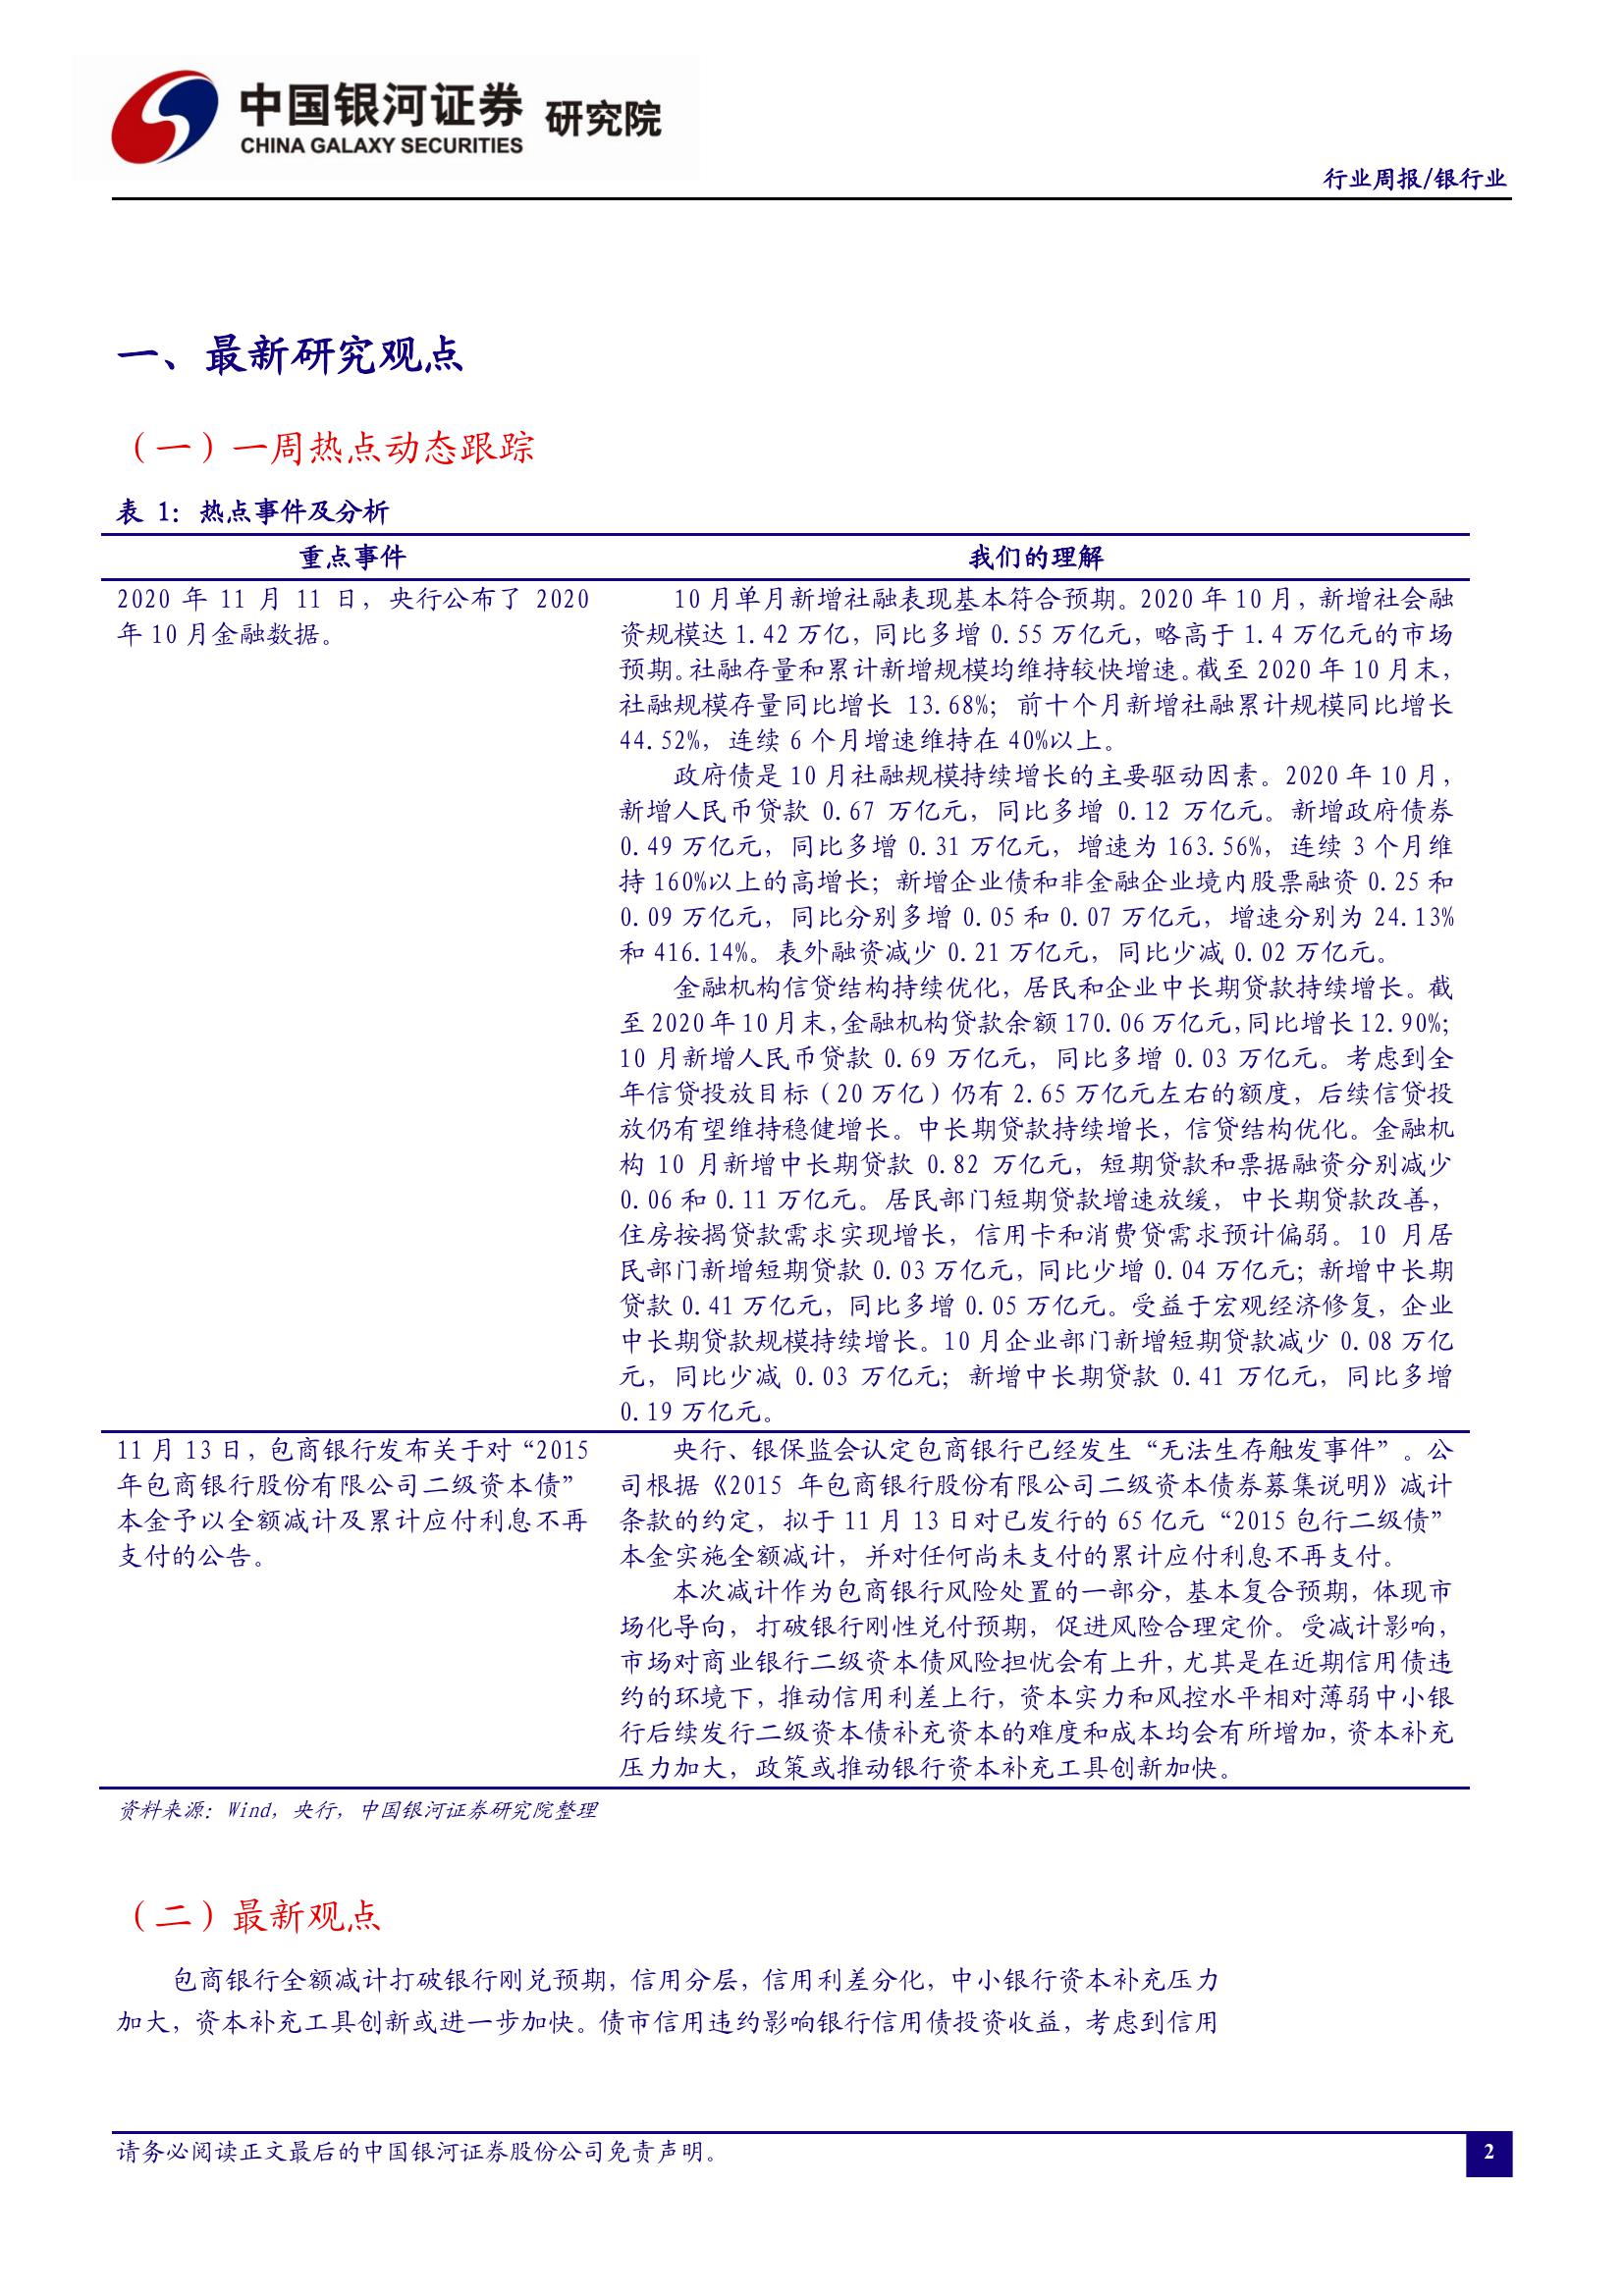 中国银河证券 研究院
CHINA GALAXY SECURITIES
行业周报/银行业
一、最新研究观点
（一）一周热点动态跟踪
表 1：热点事件及分析
重点事件
我们的理解
2020 年 11 月 11 日，央行公布了 2020
年 10 月金融数据。
10 月单月新增社融表现基本符合预期。2020 年 10 月，新增社会融
资规模达 1.42 万亿，同比多增 0.55 万亿元，略高于 1.4 万亿元的市场
预期。社融存量和累计新增规模均维持较快增速。截至 2020 年 10 月末，
社融规模存量同比增长 13.68%；前十个月新增社融累计规模同比增长
44.52%，连续 6 个月增速维持在 40%以上。
政府债是 10 月社融规模持续增长的主要驱动因素。2020 年 10 月，
新增人民币贷款 0.67 万亿元，同比多增 0.12 万亿元。新增政府债券
0.49 万亿元，同比多增 0.31 万亿元，增速为 163.56%，连续 3 个月维
持 160%以上的高增长；新增企业债和非金融企业境内股票融资 0.25 和
0.09 万亿元，同比分别多增 0.05 和 0.07 万亿元，增速分别为 24.13%
和 416.14%。表外融资减少 0.21 万亿元，同比少减 0.02 万亿元。
金融机构信贷结构持续优化，居民和企业中长期贷款持续增长。截
至 2020 年 10 月末，金融机构贷款余额 170.06 万亿元，同比增长 12.90%；
10 月新增人民币贷款 0.69 万亿元，同比多增 0.03 万亿元。考虑到全
年信贷投放目标（20 万亿）仍有 2.65 万亿元左右的额度，后续信贷投
放仍有望维持稳健增长。中长期贷款持续增长，信贷结构优化。金融机
构 10 月新增中长期贷款 0.82 万亿元，短期贷款和票据融资分别减少
0.06 和 0.11 万亿元。居民部门短期贷款增速放缓，中长期贷款改善，
住房按揭贷款需求实现增长，信用卡和消费贷需求预计偏弱。10 月居
民部门新增短期贷款 0.03 万亿元，同比少增 0.04 万亿元；新增中长期
贷款 0.41 万亿元，同比多增 0.05 万亿元。受益于宏观经济修复，企业
中长期贷款规模持续增长。10 月企业部门新增短期贷款减少 0.08 万亿
元，同比少减 0.03 万亿元；新增中长期贷款 0.41 万亿元，同比多增
0.19 万亿元。
11 月 13 日，包商银行发布关于对“2015
年包商银行股份有限公司二级资本债”
本金予以全额减计及累计应付利息不再
支付的公告。
央行、银保监会认定包商银行已经发生“无法生存触发事件”。公
司根据《2015 年包商银行股份有限公司二级资本债券募集说明》减计
条款的约定，拟于 11 月 13 日对已发行的 65 亿元“2015 包行二级债”
本金实施全额减计，并对任何尚未支付的累计应付利息不再支付。
本次减计作为包商银行风险处置的一部分，基本复合预期，体现市
场化导向，打破银行刚性兑付预期，促进风险合理定价。受减计影响，
市场对商业银行二级资本债风险担忧会有上升，尤其是在近期信用债违
约的环境下，推动信用利差上行，资本实力和风控水平相对薄弱中小银
行后续发行二级资本债补充资本的难度和成本均会有所增加，资本补充
压力加大，政策或推动银行资本补充工具创新加快。
资料来源：Wind，央行，中国银河证券研究院整理
（二）最新观点
包商银行全额减计打破银行刚兑预期，信用分层，信用利差分化，中小银行资本补充压力
加大，资本补充工具创新或进一步加快。债市信用违约影响银行信用债投资收益，考虑到信用
请务必阅读正文最后的中国银河证券股份公司免责声明。
2